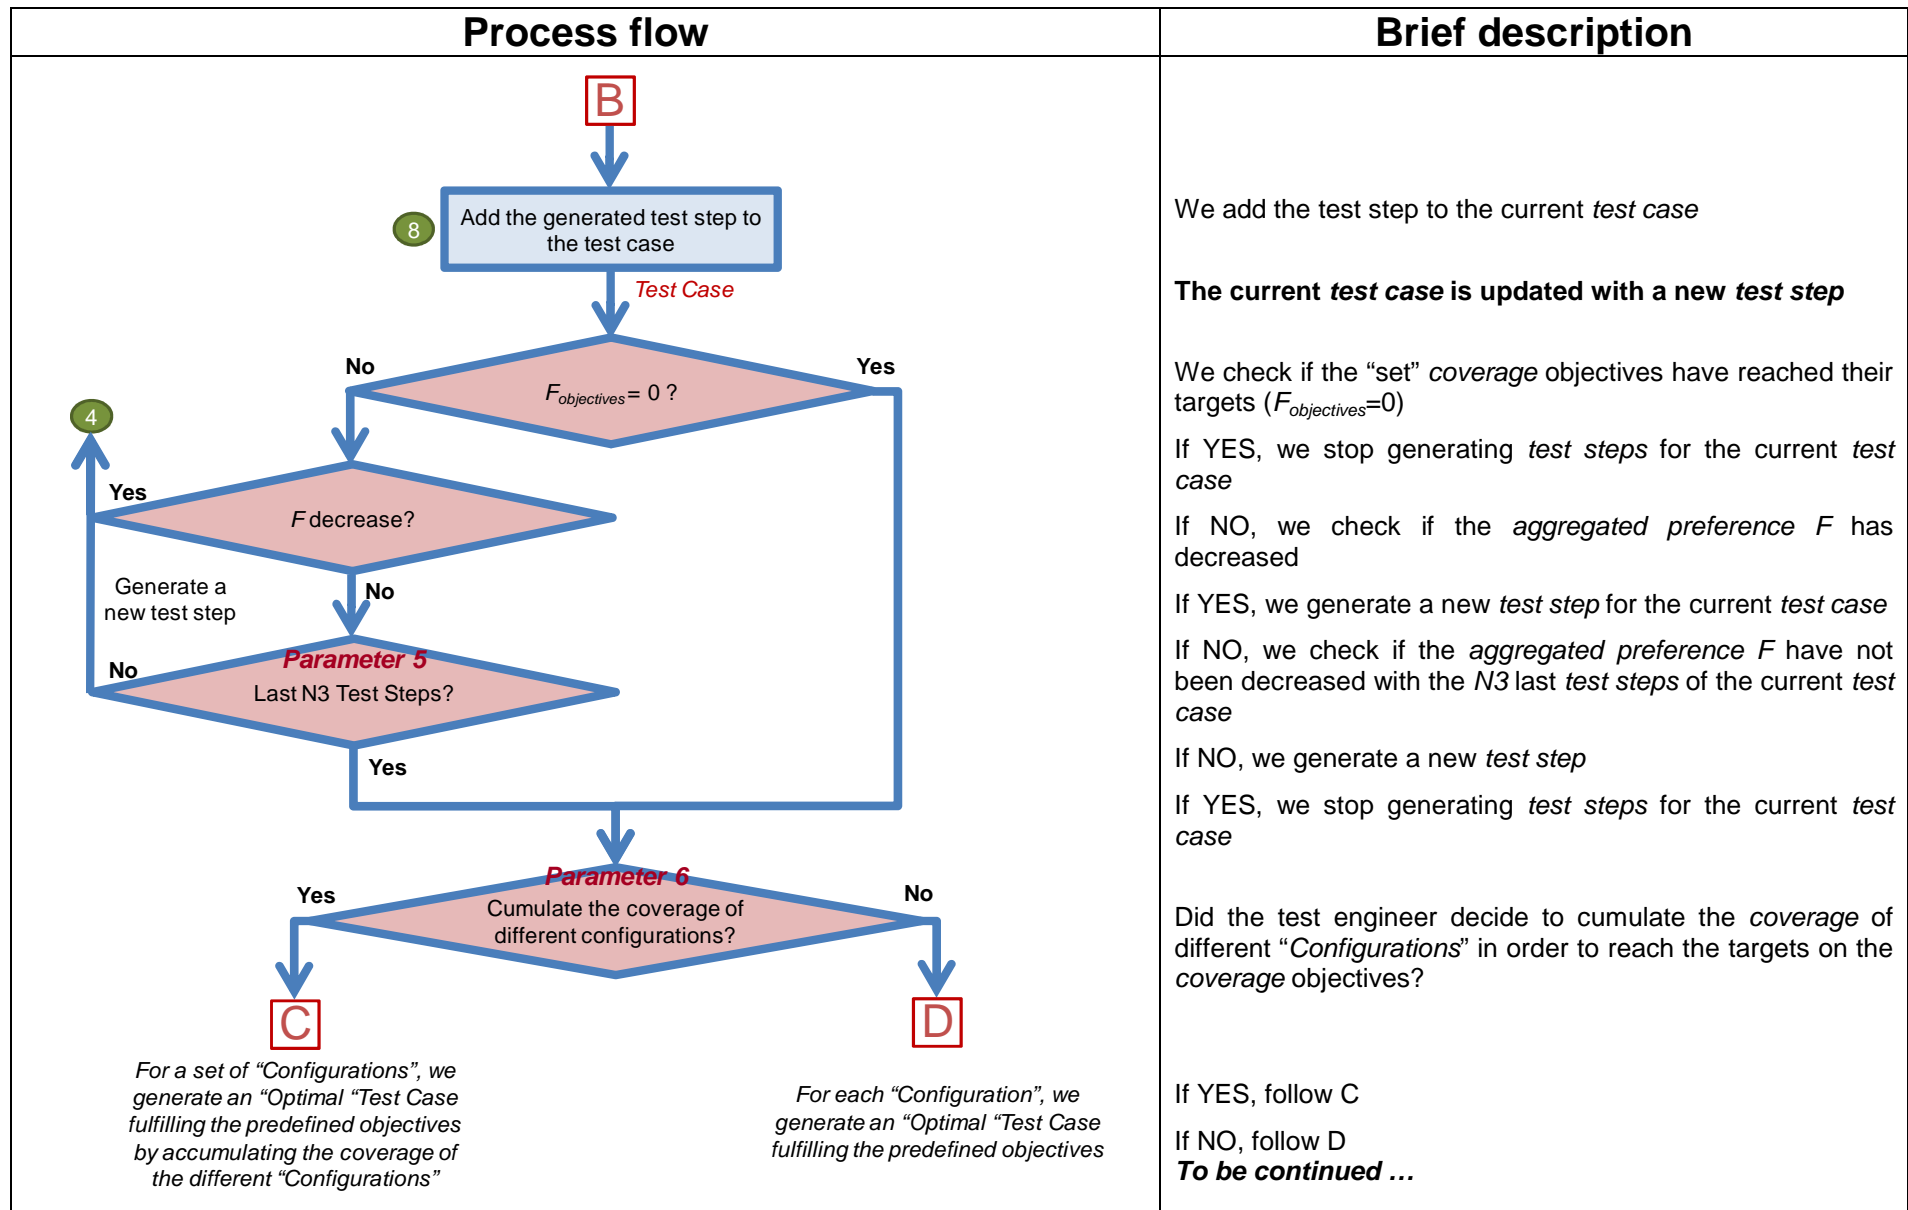 Process flow
Brief description
B
8
Add the generated test step to
the test case
Test Case
No
Yes
F objectives = 0 ?
4
Yes
F decrease?
Generate a
new test step
No
No
Parameter 5
Last N3 Test Steps?
Yes
Parameter 6
Yes
No
Cumulate the coverage of
different configurations?
C
D
For a set of “Configurations”, we
generate an “Optimal “Test Case
fulfilling the predefined objectives
by accumulating the coverage of
the different “Configurations”
For each “Configuration”, we
generate an “Optimal “Test Case
fulfilling the predefined objectives
We add the test step to the current test case
The current test case is updated with a new test step
We check if the “set” coverage objectives have reached their
targets (Fobjectives=0)
If YES, we stop generating test steps for the current test
case
If NO, we check if the aggregated preference F has
decreased
If YES, we generate a new test step for the current test case
If NO, we check if the aggregated preference F have not
been decreased with the N3 last test steps of the current test
case
If NO, we generate a new test step
If YES, we stop generating test steps for the current test
case
Did the test engineer decide to cumulate the coverage of
different “Configurations” in order to reach the targets on the
coverage objectives?
If YES, follow C
If NO, follow D
To be continued …